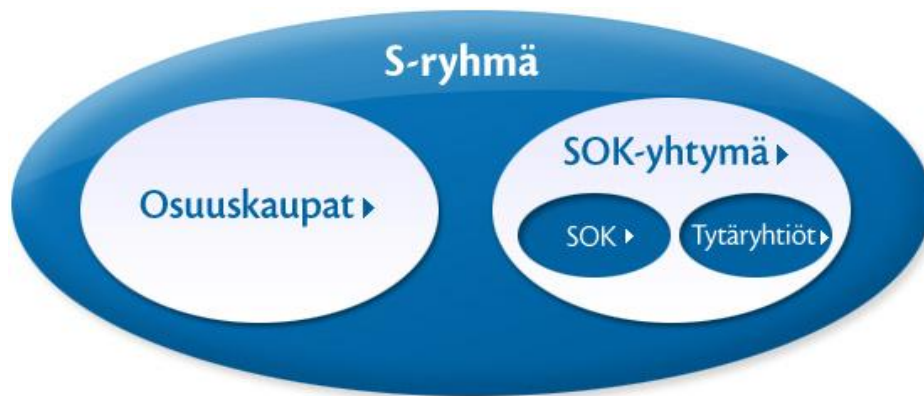 S-ryhmä
Osuuskaupat
SOK-yhtymä
SOK
Tytäryhtiöt